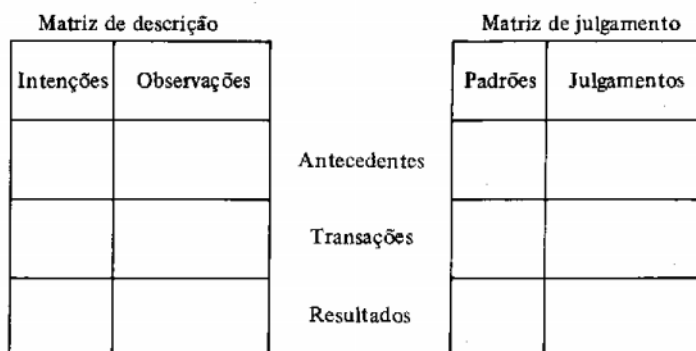 Matriz de descrição Matriz de julgamento
Intenções Observações Padrões Julgamentos
Antecedentes
Transações
Resultados